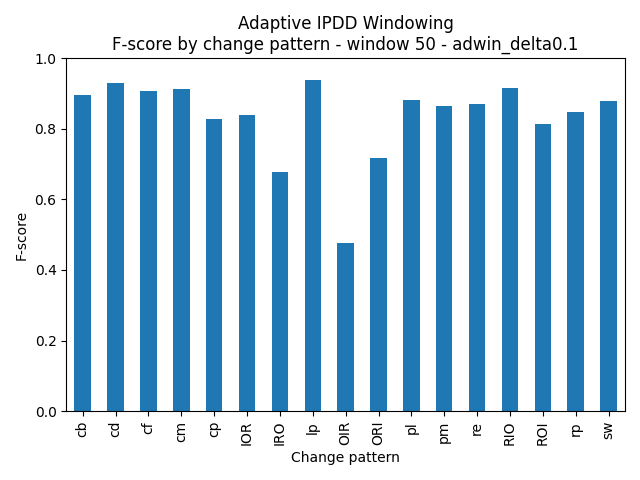 Adaptive IPDD Windowing
F-score by change pattern - window 50 - adwin_delta0.1
1.0
0.8
0.6
0.4
0.2
0.0
F-score
cb
cd
cf
cm
cp
IOR
IRO
lp
OIR
ORI
pl
pm
re
RIO
ROI
rp
sw
Change pattern